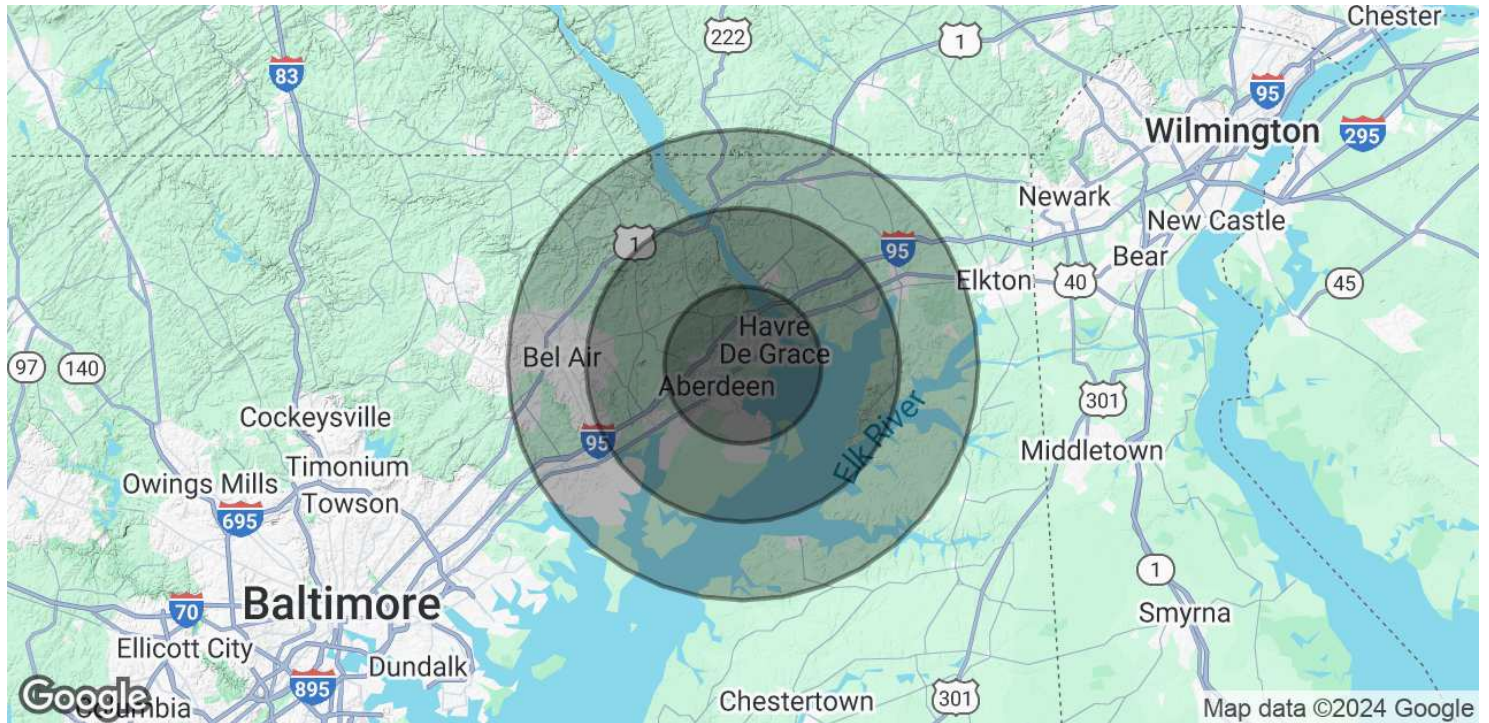 Chester
222
1
83
95
Wilmington
295
Newark
New Castle
1
95
Bear
Elkton
40
45
Havre
De Grace
Bel Air
97
140
Aberdeen
301
Cockeysville
95
Elk River
Middletown
Timonium
Owings Mills
Towson
695
1
Baltimore
70
Smyrna
Ellicott City
Dundalk
895
Chestertown
301
Google
Columbia
Map data ©2024 Google